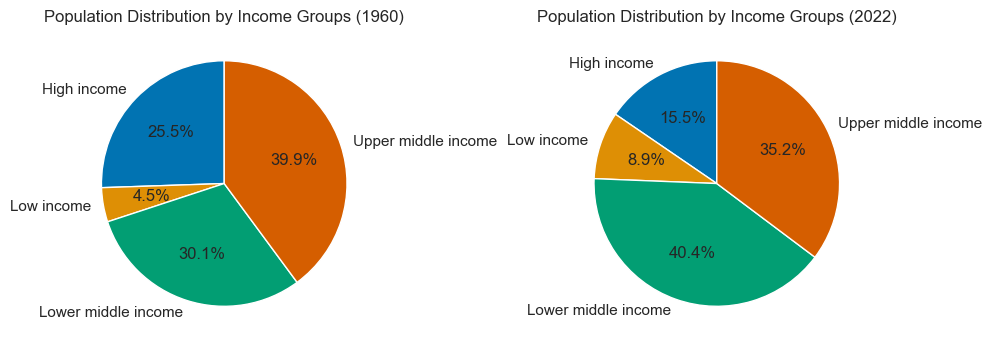 Population Distribution by Income Groups (1960)
High income
25.5%
Upper middle income
39.9%
Low income
4.5%
30.1%
Lower middle income
Population Distribution by Income Groups (2022)
High income
15.5%
Upper middle income
35.2%
Low income
8.9%
40.4%
Lower middle income